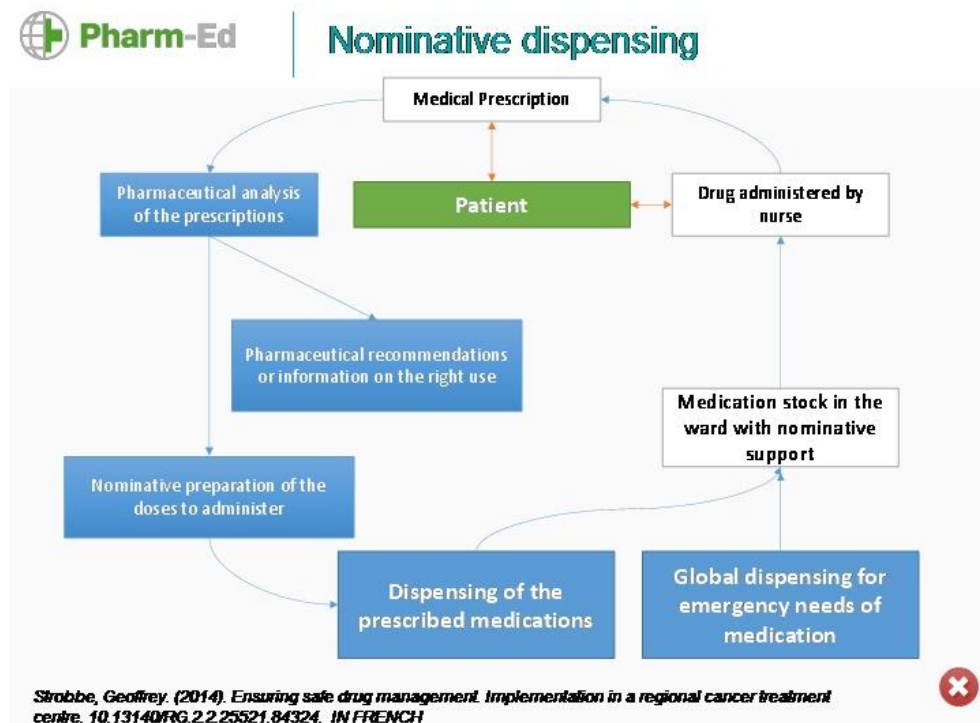 Pharm-Ed
Nominative dispensing
Medical Prescription
Pharmaceutical analysis
of the prescriptions
Patient
Drug administered by
nurse
Pharmaceutical recommendations
or information on the right use
Medication stock in the
ward with nominative
support
Nominative preparation of the
doses to administer
Dispensing of the
prescribed medications
Global dispensing for
emergency needs of
medication
Strobbe, Geoffrey. (2014). Ensuring safe drug management. Implementation in a regional cancer treatment
centre. 10.13140/RG.2.2.25521.84324. IN FRENCH